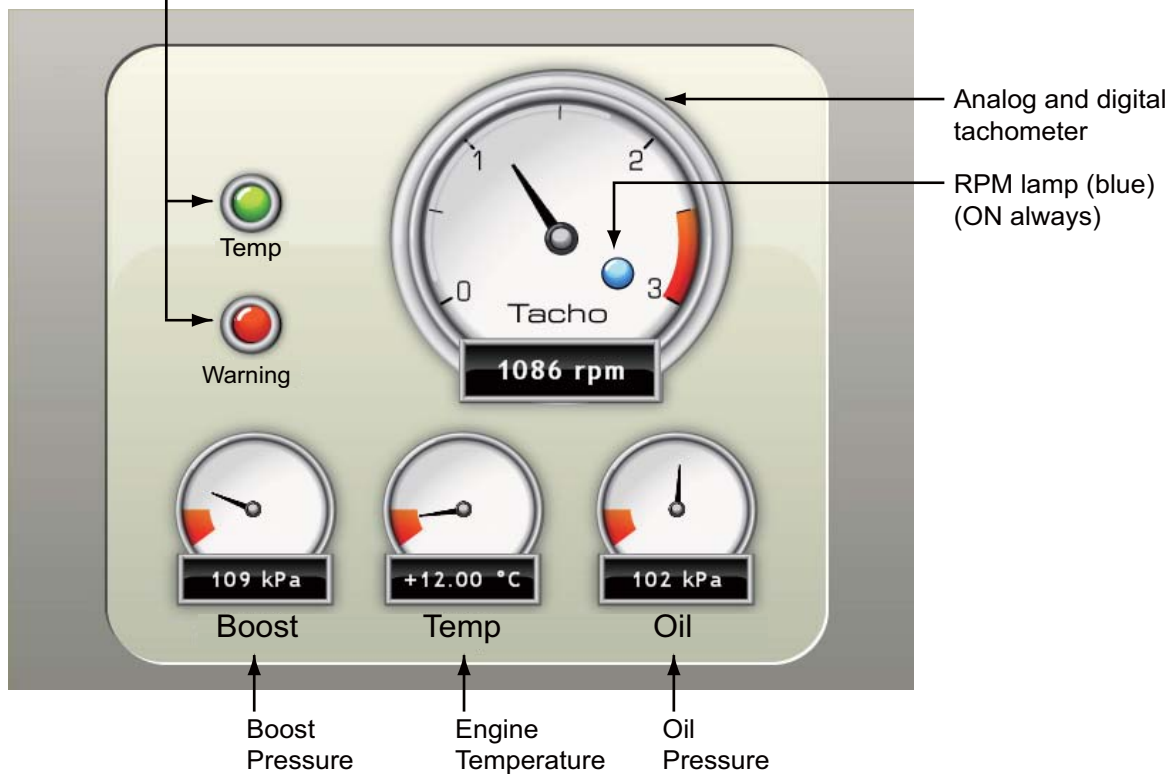 Analog and digital
tachometer
RPM lamp (blue)
(ON always)
0
1
2
3
Tacho
1086 rpm
Temp
Warning
109 kPa
+12.00 °C
102 kPa
Boost
Temp
Oil
Boost
Pressure
Engine
Temperature
Oil
Pressure